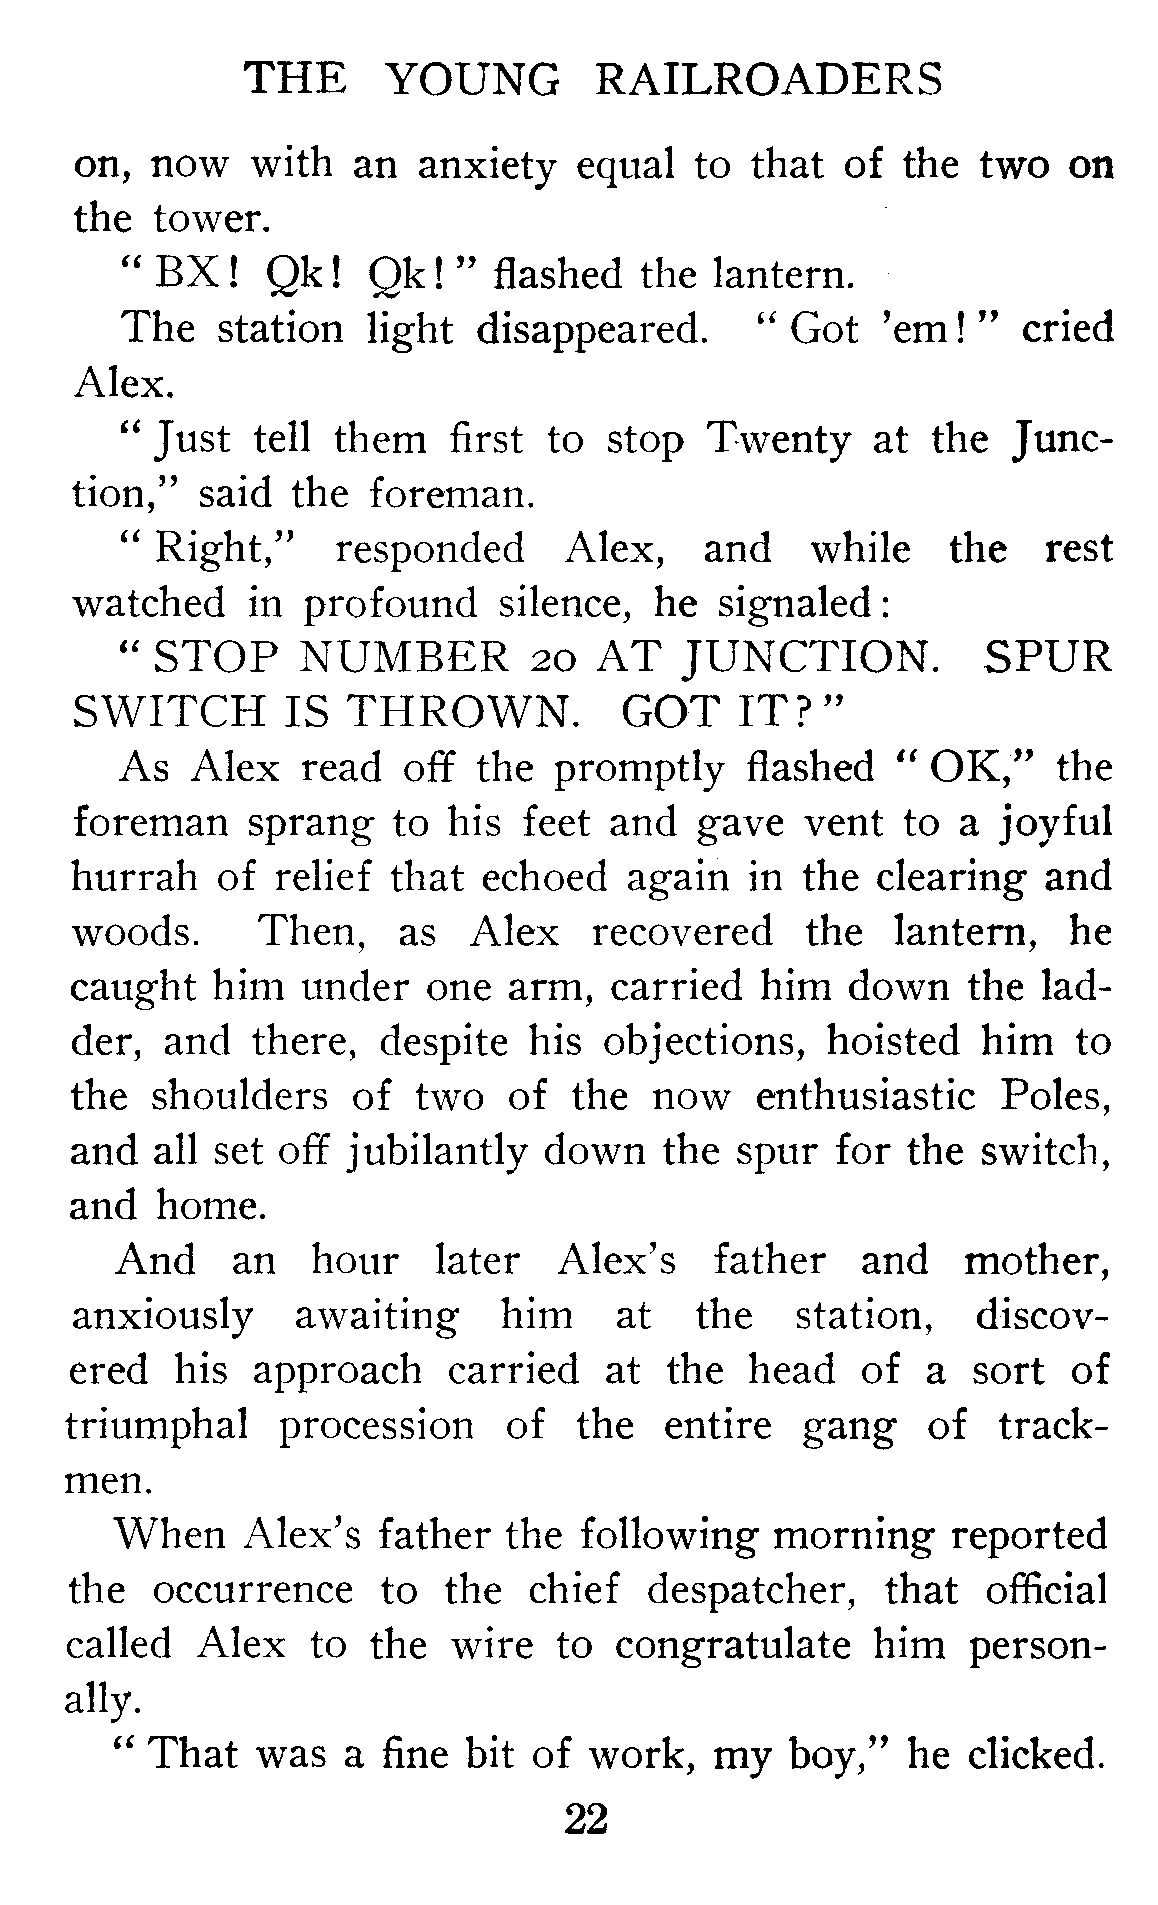 THE YOUNG RAILROADERS
on, now with an anxiety equal to that of the two on
the tower.
“ BX ! Qk ! Qk ! ” flashed the lantern.
The station light disappeared. “ Got ’em ! ” cried
Alex.
“ Just tell them first to stop Twenty at the Junc-
tion,” said the foreman.
“ Right,” responded Alex, and while the rest
watched in profound silence, he signaled :
“ STOP NUMBER 20 AT JUNCTION. SPUR
SWITCH IS THROWN. GOT IT ? ”
As Alex read off the promptly flashed “ OK,” the
foreman sprang to his feet and gave vent to a joyful
hurrah of relief that echoed again in the clearing and
woods. Then, as Alex recovered the lantern, he
caught him under one arm, carried him down the lad-
der, and there, despite his objections, hoisted him to
the shoulders of two of the now enthusiastic Poles,
and all set off jubilantly down the spur for the switch,
and home.
And an hour later Alex’s father and mother,
anxiously awaiting him at the station, discov-
ered his approach carried at the head of a sort of
triumphal procession of the entire gang of track-
men.
When Alex’s father the following morning reported
the occurrence to the chief despatcher, that official
called Alex to the wire to congratulate him person-
ally.
“ That was a fine bit of work, my boy,” he clicked.
22